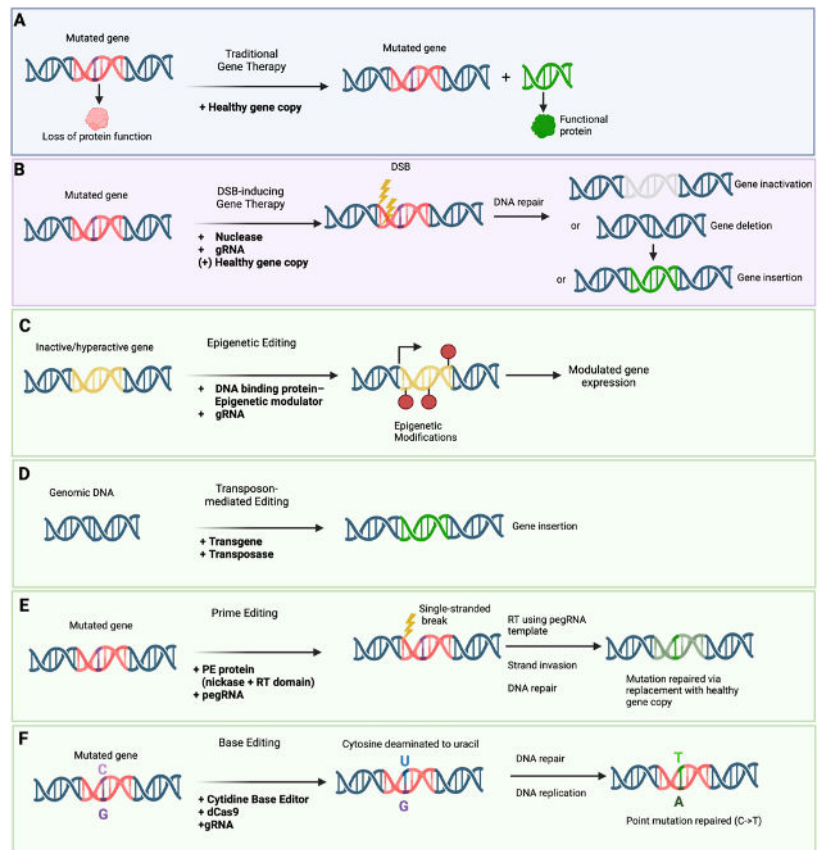 A
Mutated gene
Loss of protein function
Traditional
Gene Therapy
+ Healthy gene copy
Mutated gene
+
Functional
protein
B
Mutated gene
DSB-inducing
Gene Therapy
+ Nuclease
+ gRNA
(+) Healthy gene copy
DSB
DNA repair
Gene inactivation
or
Gene deletion
or
Gene insertion
C
Inactive/hyperactive gene
Epigenetic Editing
+ DNA binding protein–
Epigenetic modulator
+ gRNA
Epigenetic
Modifications
Modulated gene
expression
D
Genomic DNA
Transposon-
mediated Editing
+ Transgene
+ Transposase
Gene insertion
E
Mutated gene
Prime Editing
+ PE protein
(nickase + RT domain)
+ pegRNA
Single-stranded
break
RT using pegRNA
template
Strand invasion
DNA repair
Mutation repaired via
replacement with healthy
gene copy
F
Mutated gene
C
G
Base Editing
+ Cytidine Base Editor
+ dCas9
+gRNA
Cytosine deaminated to uracil
U
G
DNA repair
DNA replication
T
A
Point mutation repaired (C->T)